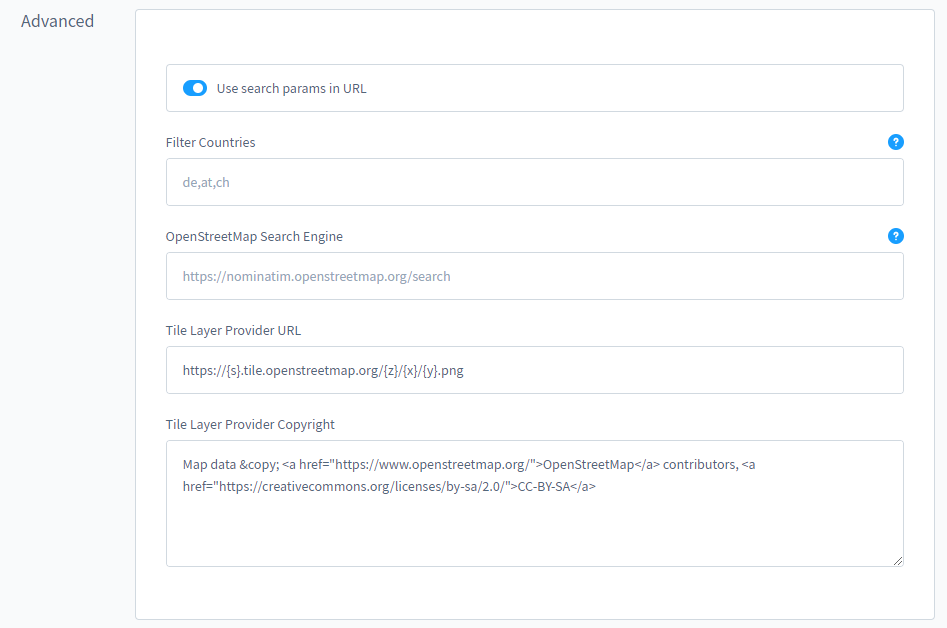 Advanced
Use search params in URL
Filter Countries
?
de,at,ch
OpenStreetMap Search Engine
?
https://nominatim.openstreetmap.org/search
Tile Layer Provider URL
https://{s}.tile.openstreetmap.org/{z}/{x}/{y}.png
Tile Layer Provider Copyright
Map data &copy; <a href="https://www.openstreetmap.org/">OpenStreetMap</a> contributors, <a
href="https://creativecommons.org/licenses/by-sa/2.0/">CC-BY-SA</a>